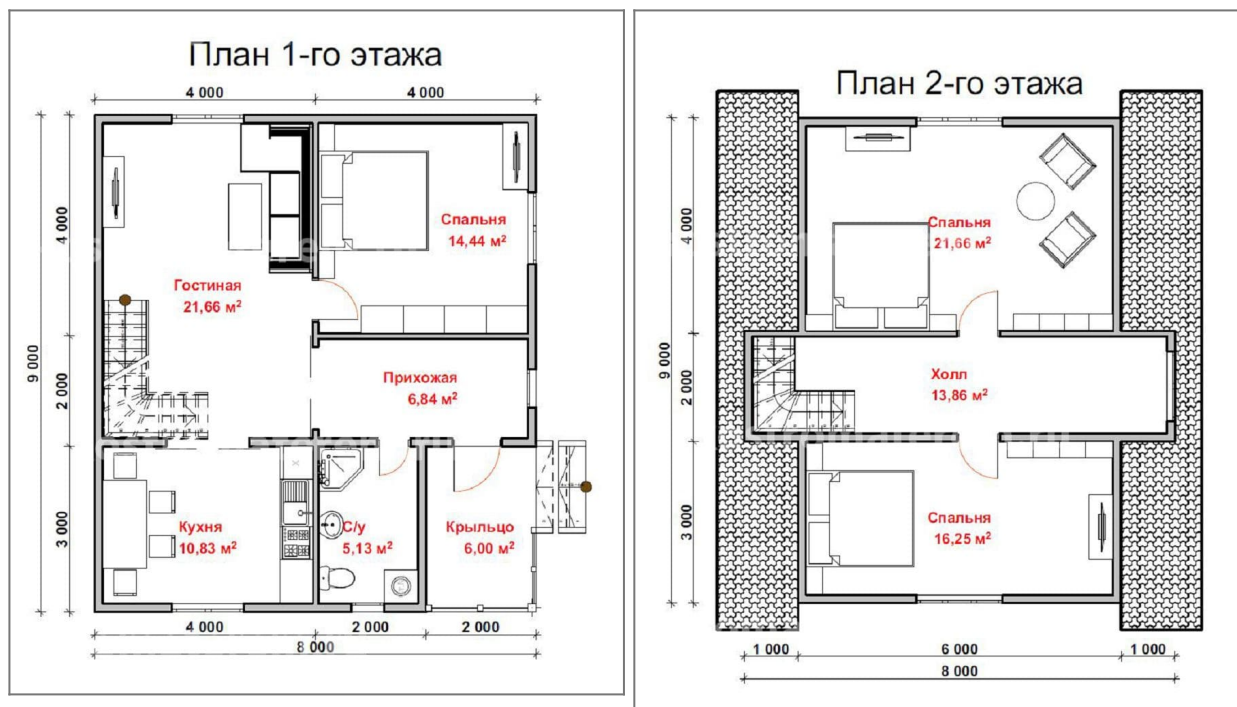 План 1-го этажа
4 000
4 000
9 000
4 000
2 000
3 000
Спальня
14,44 м²
Гостиная
21,66 м²
Прихожая
6,84 м²
Кухня
10,83 м²
С/у
5,13 м²
Крыльцо
6,00 м²
4 000
2 000
2 000
8 000
План 2-го этажа
9 000
4 000
2 000
3 000
Спальня
21,66 м²
Холл
13,86 м²
Спальня
16,25 м²
1 000
6 000
1 000
8 000